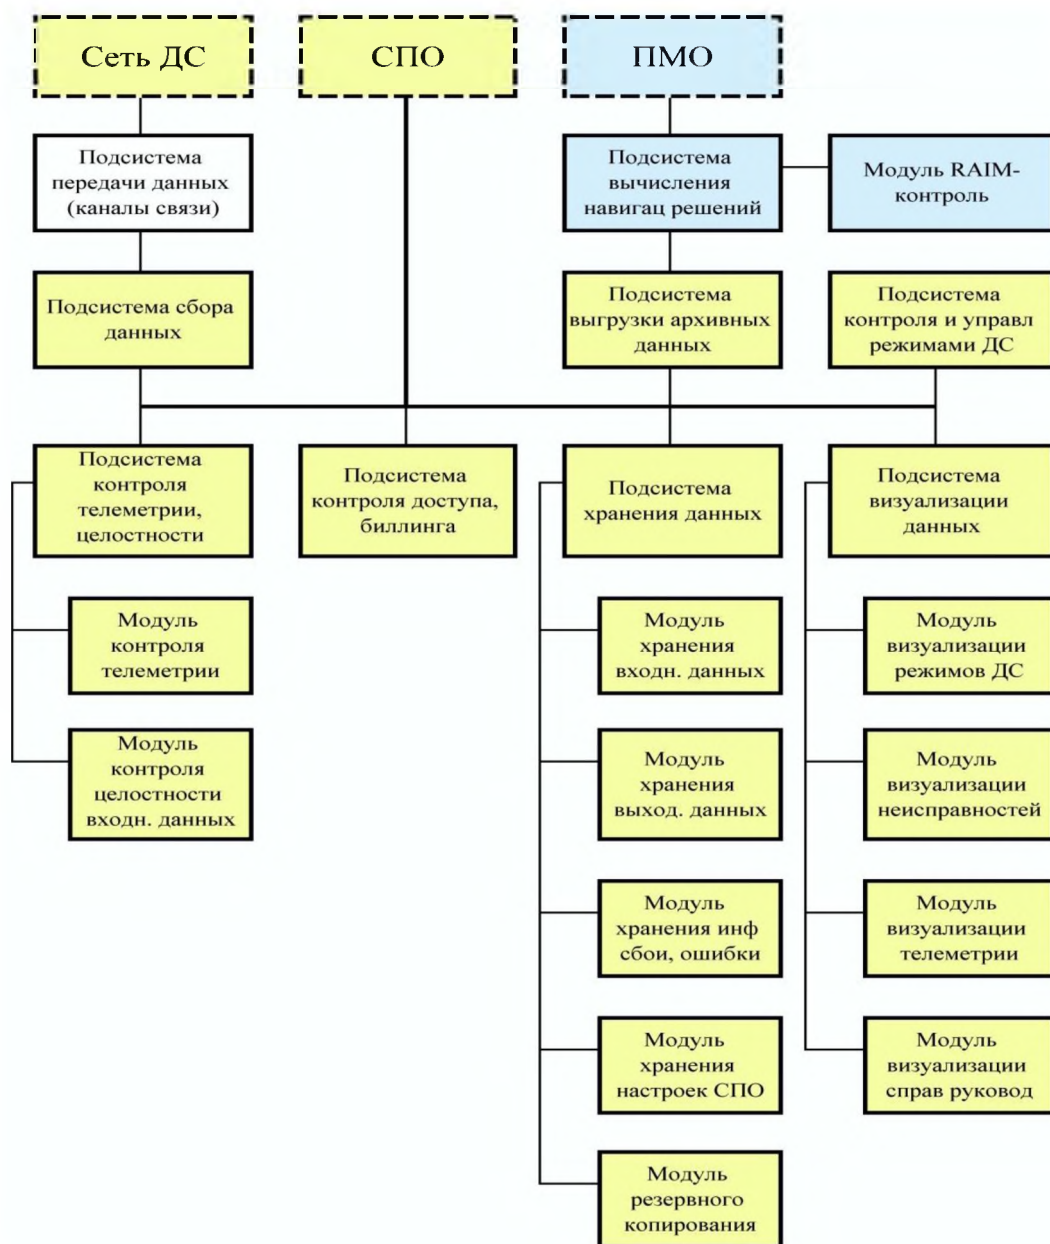 Сеть ДС
СПО
ПМО
Подсистема
передачи данных
(каналы связи)
Подсистема
вычисления
навигац решений
Модуль RAIM-
контроль
Подсистема сбора
данных
Подсистема
выгрузки архивных
данных
Подсистема
контроля и управл
режимами ДС
Подсистема
контроля
телеметрии,
целостности
Подсистема
контроля доступа,
биллинга
Подсистема
хранения данных
Подсистема
визуализации
данных
Модуль
контроля
телеметрии
Модуль
хранения
входн. данных
Модуль
визуализации
режимов ДС
Модуль
контроля
целостности
входн. данных
Модуль
хранения
выход. данных
Модуль
визуализации
неисправностей
Модуль
хранения инф
сбои, ошибки
Модуль
визуализации
телеметрии
Модуль
хранения
настроек СПО
Модуль
визуализации
справ руковод
Модуль
резервного
копирования